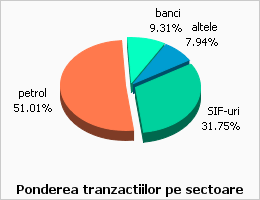 banci
9.31%
altele
7.94%
petrol
51.01%
SIF-uri
31.75%
Ponderea tranzactiilor pe sectoare